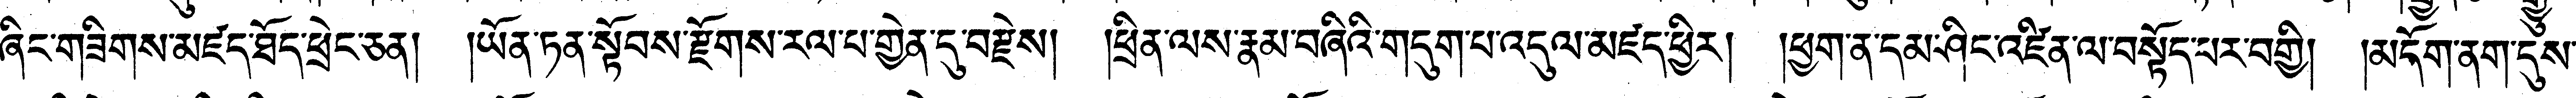 ཞིང་གཟིགས་མཛད་ཐོད་ཕྲེང་ཅན། །ཡོན་ཏན་སྟོབས་རྫོགས་རལ་པ་གྱེན་དུ་བརྫེས། །ཕྲིན་ལས་རྣམ་བཞིའི་གདུག་པ་འདུལ་མཛད་ཕྱིར། །ཕྱག་ན་དམ་ཤིང་འཛིན་ལ་བསྟོད་པར་བགྱི། །མདོག་ནག་དུས་